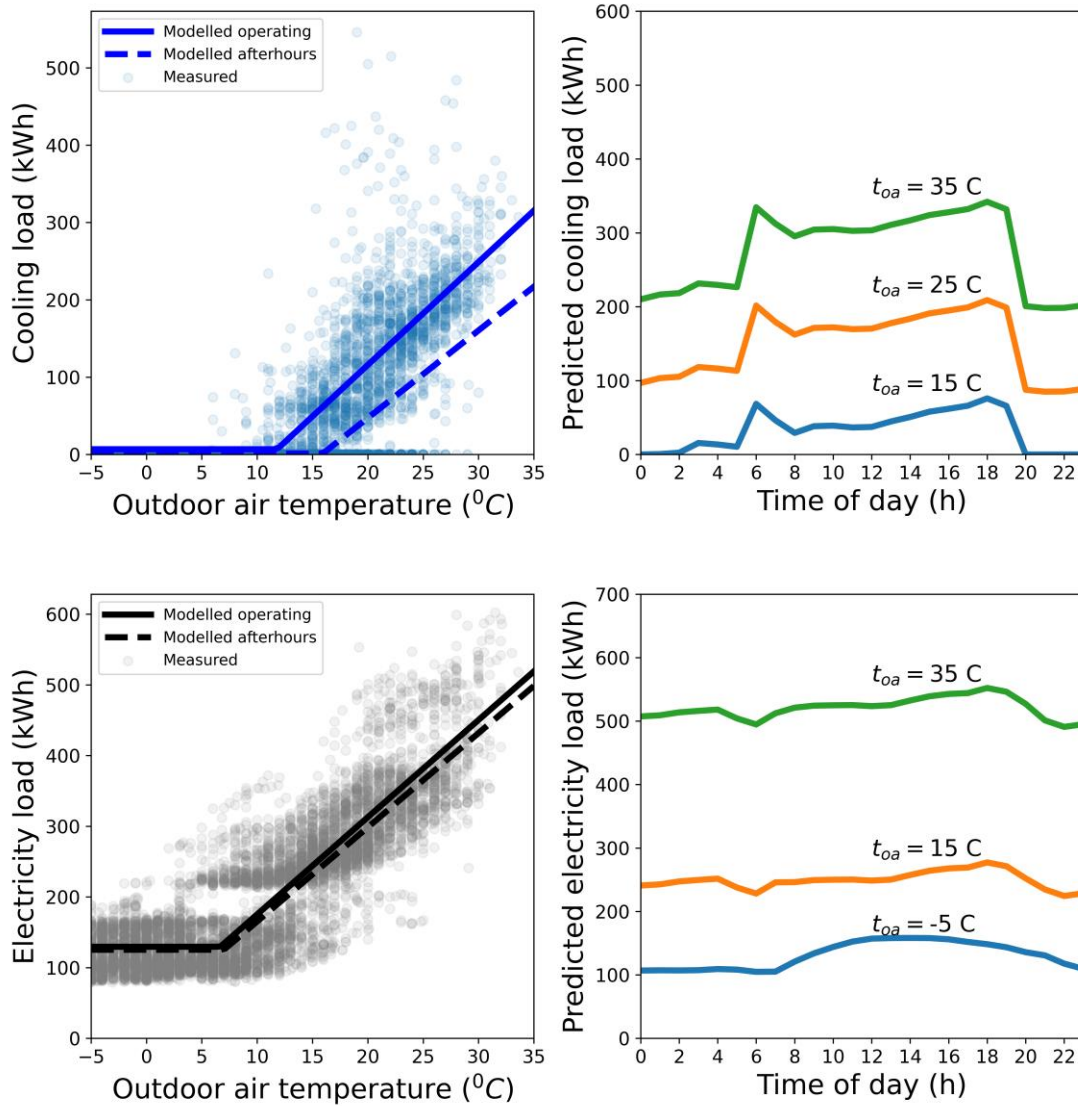 Cooling load (kWh)
500
400
300
200
100
0
Modelled operating
Modelled afterhours
Measured
−5 0 5 10 15 20 25 30 35
Outdoor air temperature (⁰C)
Predicted cooling load (kWh)
600
500
400
300
200
100
0
tₒₐ = 35 C
tₒₐ = 25 C
tₒₐ = 15 C
0 2 4 6 8 10 12 14 16 18 20 22
Time of day (h)
Electricity load (kWh)
600
500
400
300
200
100
0
Modelled operating
Modelled afterhours
Measured
−5 0 5 10 15 20 25 30 35
Outdoor air temperature (⁰C)
Predicted electricity load (kWh)
700
600
500
400
300
200
100
0
tₒₐ = 35 C
tₒₐ = 15 C
tₒₐ = -5 C
0 2 4 6 8 10 12 14 16 18 20 22
Time of day (h)